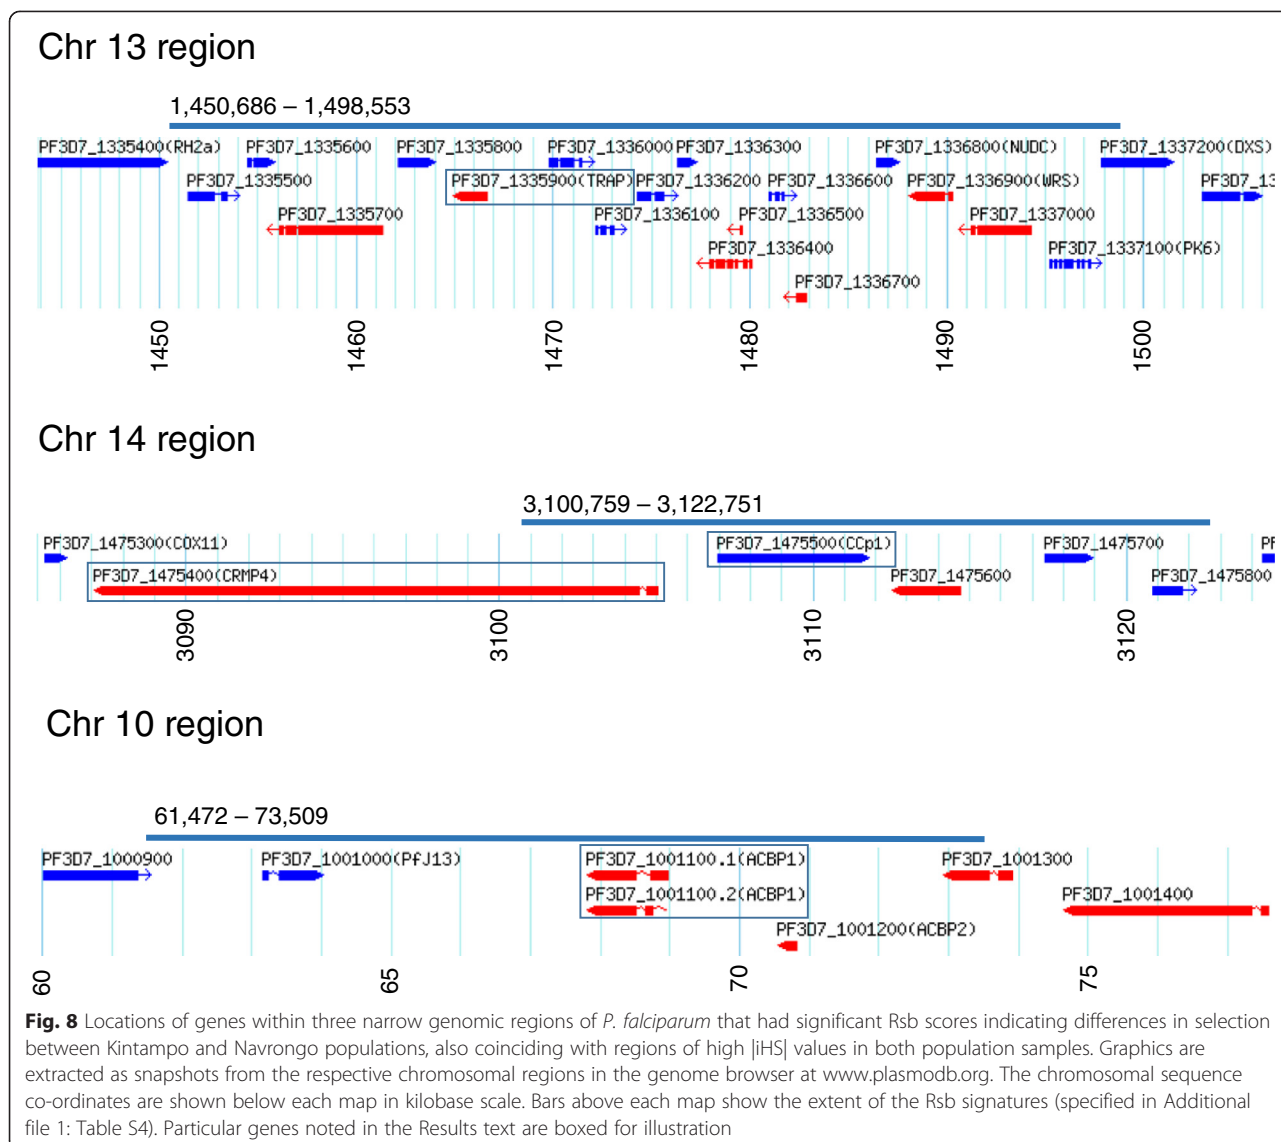 Chr 13 region
1,450,686 – 1,498,553
PF3D7_1335400(RH2a) PF3D7_1335600 PF3D7_1335800 PF3D7_1336000 PF3D7_1336300 PF3D7_1336800(NUDC) PF3D7_1337200(DXS)
PF3D7_1335500 PF3D7_1335900(TRAP) PF3D7_1336200 PF3D7_1336600 PF3D7_1336900(WRS) PF3D7_13
PF3D7_1335700 PF3D7_1336100 PF3D7_1336500 PF3D7_1337000
PF3D7_1336400 PF3D7_1337100(PK6)
PF3D7_1336700
1450 1460 1470 1480 1490 1500
Chr 14 region
3,100,759 – 3,122,751
PF3D7_1475300(COX11) PF3D7_1475500(CCp1) PF3D7_1475700 PF
PF3D7_1475400(CRMP4) PF3D7_1475600 PF3D7_1475800
3090 3100 3110 3120
Chr 10 region
61,472 – 73,509
PF3D7_1000900 PF3D7_1001000(PfJ13) PF3D7_1001100.1(ACBP1) PF3D7_1001300
PF3D7_1001100.2(ACBP1) PF3D7_1001400
PF3D7_1001200(ACBP2)
60 65 70 75
Fig. 8 Locations of genes within three narrow genomic regions of P. falciparum that had significant Rsb scores indicating differences in selection
between Kintampo and Navrongo populations, also coinciding with regions of high |iHS| values in both population samples. Graphics are
extracted as snapshots from the respective chromosomal regions in the genome browser at www.plasmodb.org. The chromosomal sequence
co-ordinates are shown below each map in kilobase scale. Bars above each map show the extent of the Rsb signatures (specified in Additional
file 1: Table S4). Particular genes noted in the Results text are boxed for illustration